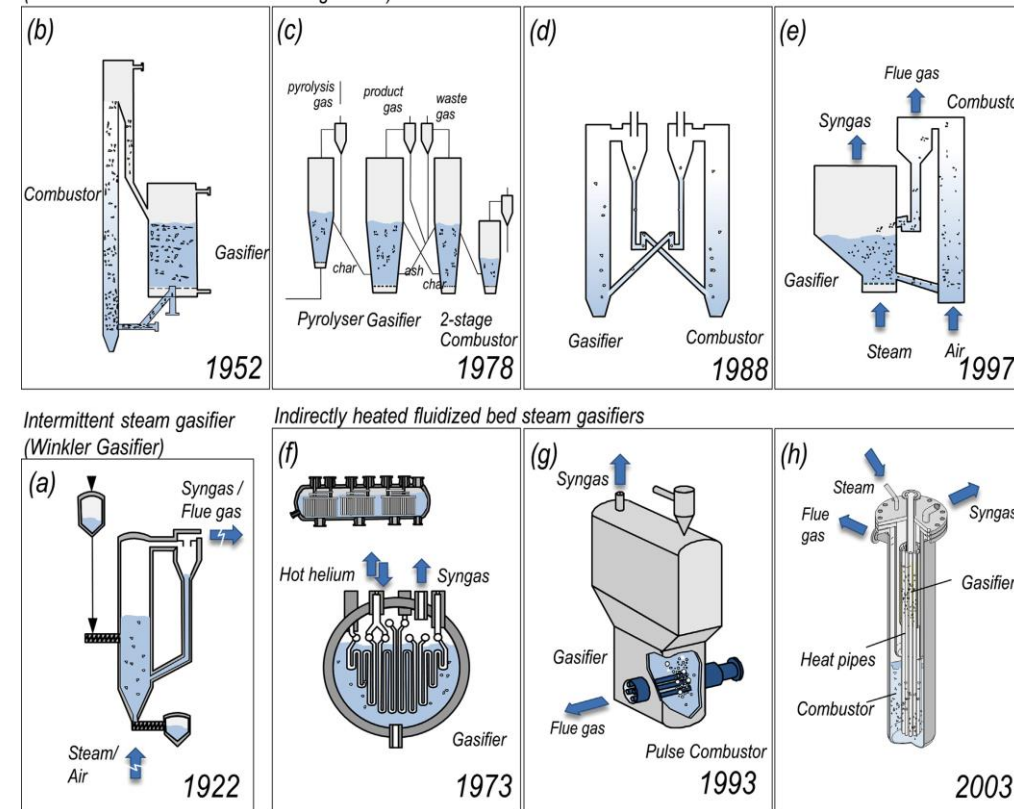 (b)
Combustor
Gasifier
1952
(c)
pyrolysis
gas
product
gas
waste
gas
char
ash
char
Pyrolyser Gasifier
2-stage
Combustor
1978
(d)
Gasifier
Combustor
1988
(e)
Flue gas
Combusto
Syngas
Gasifier
Steam
Air
1997
Intermittent steam gasifier
(Winkler Gasifier)
(a)
Syngas /
Flue gas
Steam/
Air
1922
Indirectly heated fluidized bed steam gasifiers
(f)
Hot helium
Syngas
Gasifier
1973
(g)
Syngas
Gasifier
Flue gas
Pulse Combustor
1993
(h)
Steam
Flue
gas
Syngas
Gasifier
Heat pipes
Combustor
2003